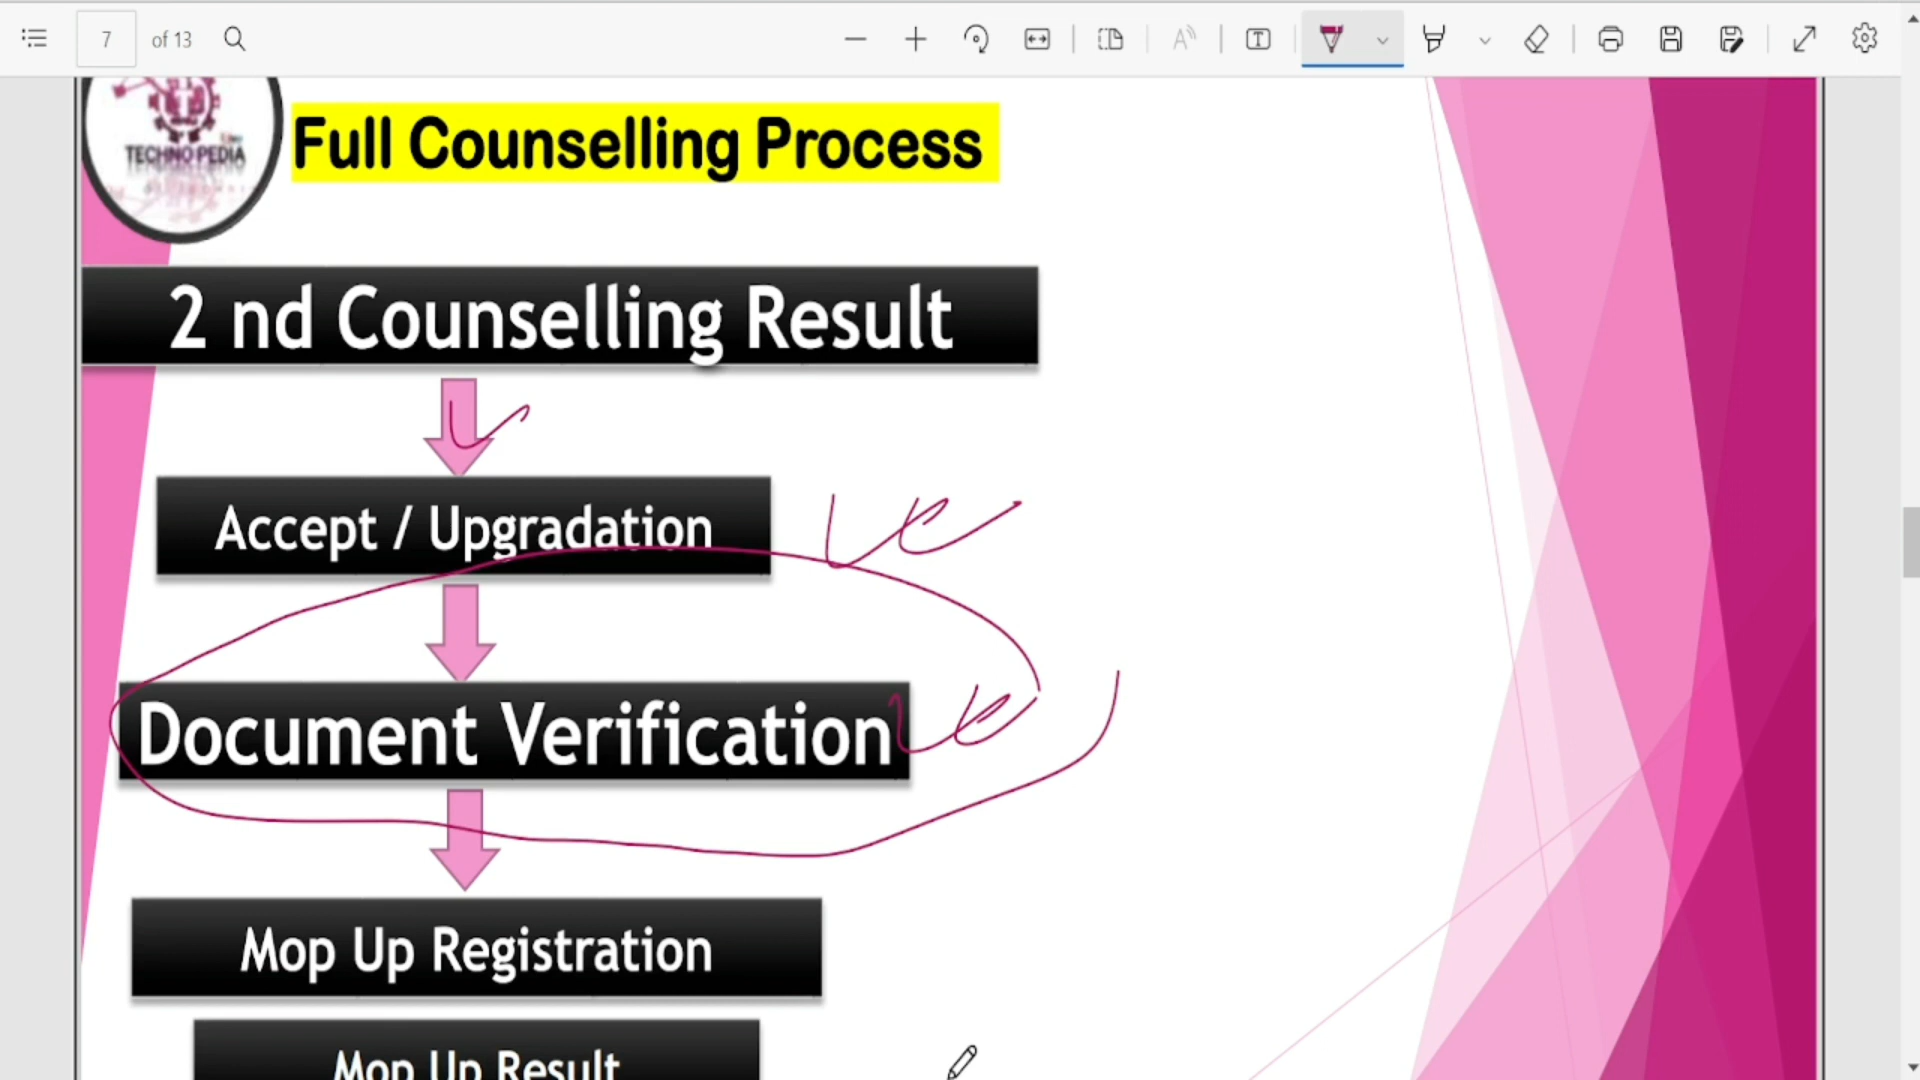 7 of 13
TECHNO PEDIA
Full Counselling Process
2 nd Counselling Result
Accept / Upgradation
Document Verification
Mop Up Registration
Mop Up Result